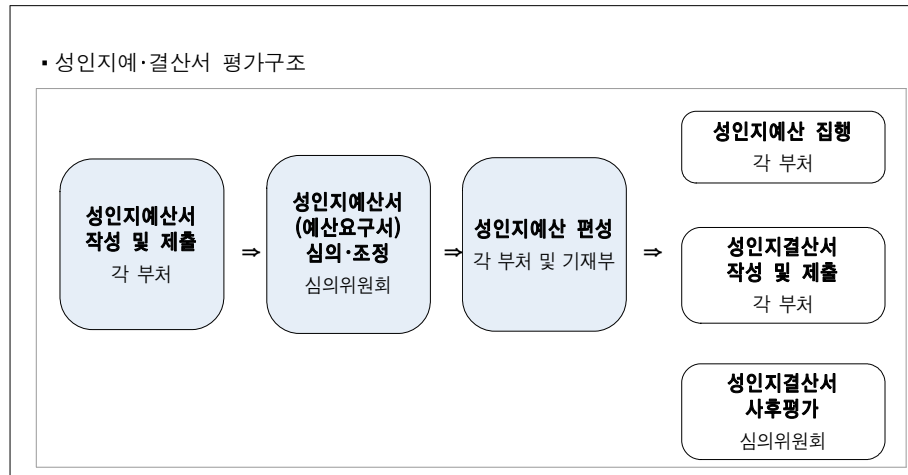 ▪ 성인지예·결산서 평가구조
성인지예산서
작성 및 제출
각 부처
⇒
성인지예산서
(예산요구서)
심의·조정
심의위원회
⇒
성인지예산 편성
각 부처 및 기재부
⇒
성인지예산 집행
각 부처
성인지결산서
작성 및 제출
각 부처
성인지결산서
사후평가
심의위원회